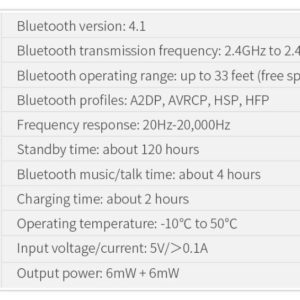 Bluetooth version: 4.1
Bluetooth transmission frequency: 2.4GHz to 2.4
Bluetooth operating range: up to 33 feet (free sp
Bluetooth profiles: A2DP, AVRCP, HSP, HFP
Frequency response: 20Hz-20,000Hz
Standby time: about 120 hours
Bluetooth music/talk time: about 4 hours
Charging time: about 2 hours
Operating temperature: -10℃ to 50℃
Input voltage/current: 5V/＞0.1A
Output power: 6mW + 6mW